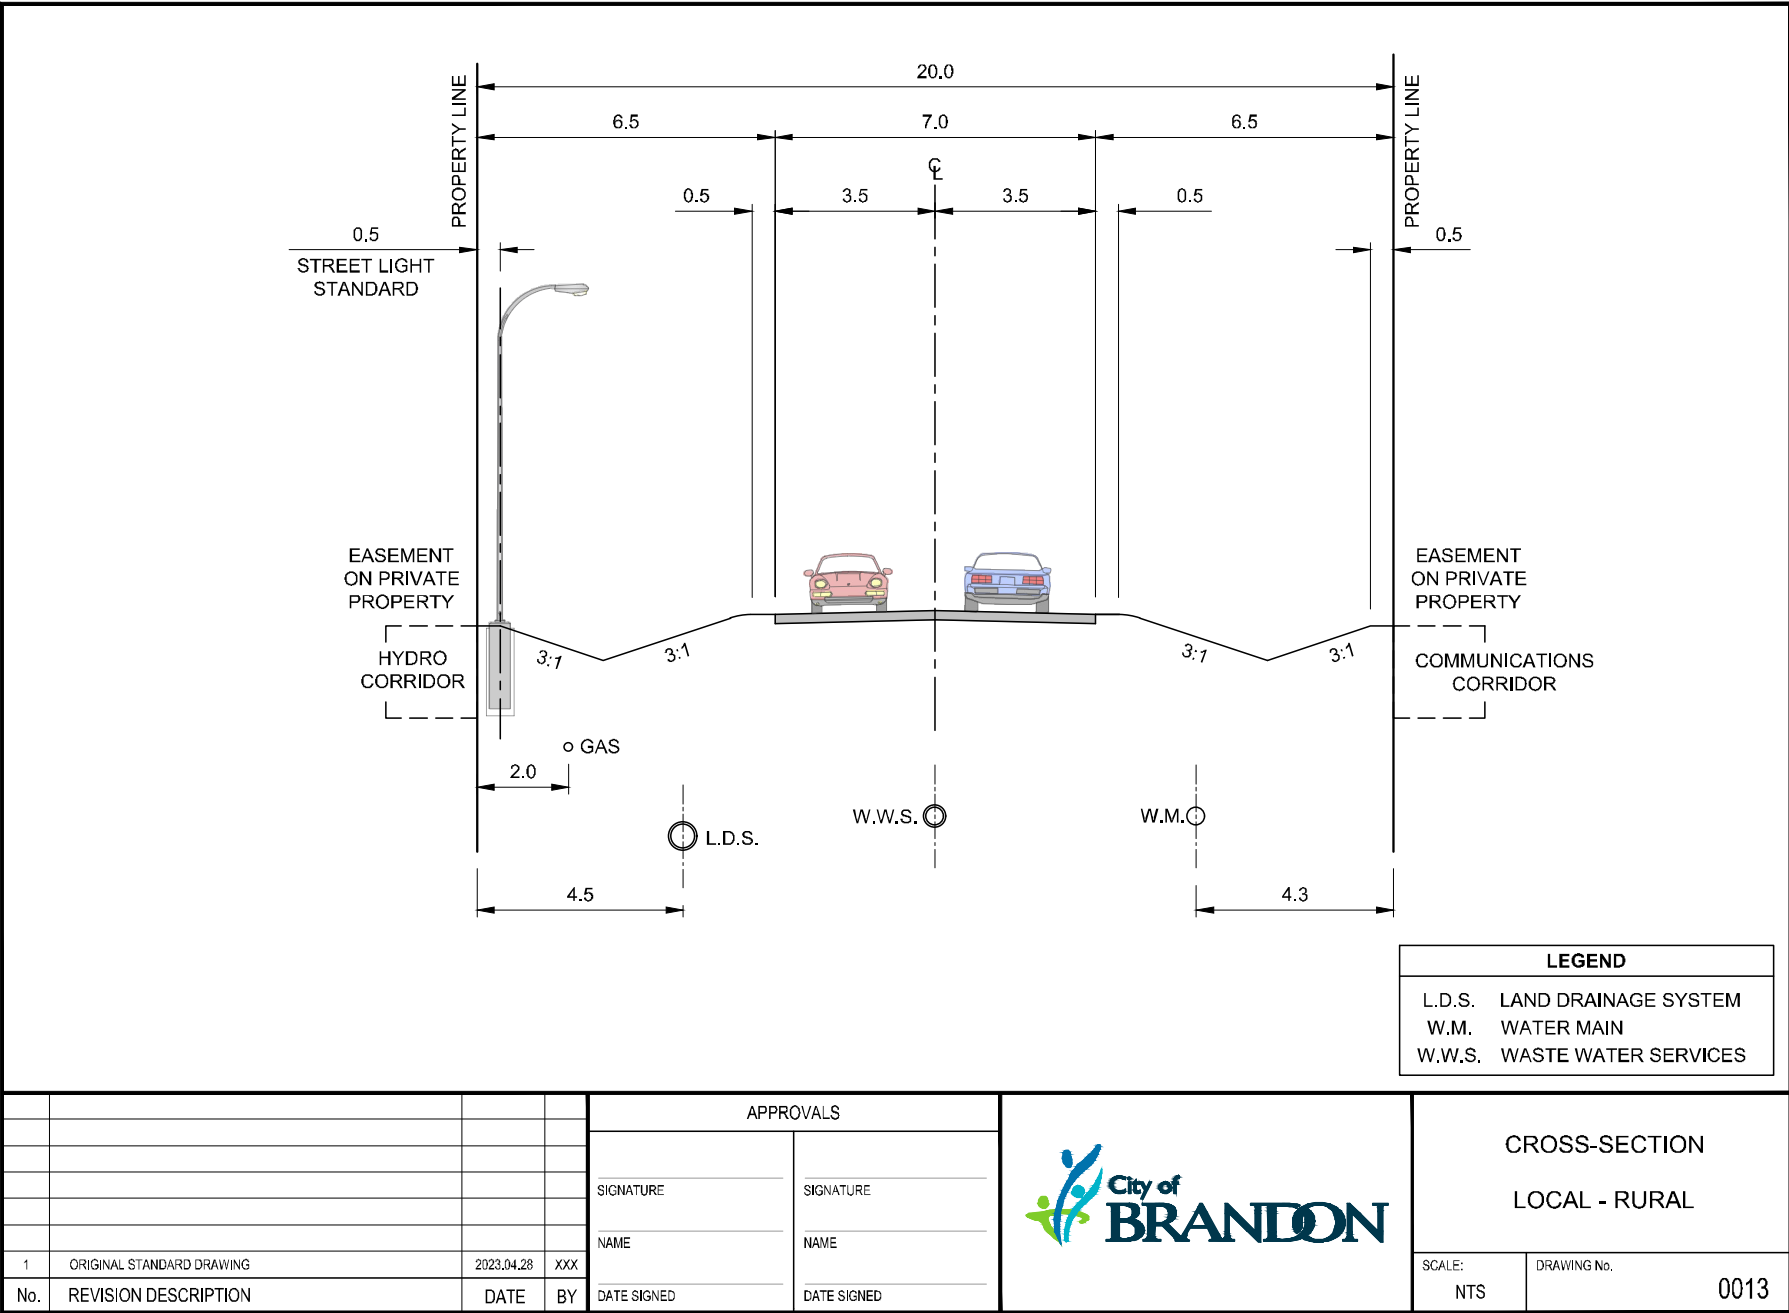 20.0
6.5
7.0
6.5
PROPERTY LINE
PROPERTY LINE
℄
0.5
3.5
3.5
0.5
0.5
STREET LIGHT
STANDARD
0.5
EASEMENT
ON PRIVATE
PROPERTY
EASEMENT
ON PRIVATE
PROPERTY
HYDRO
CORRIDOR
3:1
3:1
3:1
3:1
COMMUNICATIONS
CORRIDOR
GAS
2.0
L.D.S.
W.W.S.
W.M.
4.5
4.3
LEGEND
L.D.S. LAND DRAINAGE SYSTEM
W.M. WATER MAIN
W.W.S. WASTE WATER SERVICES
1 ORIGINAL STANDARD DRAWING 2023.04.28 XXX
No. REVISION DESCRIPTION DATE BY
APPROVALS
SIGNATURE
SIGNATURE
NAME
NAME
DATE SIGNED
DATE SIGNED
City of
BRANDON
CROSS-SECTION
LOCAL - RURAL
SCALE:
NTS
DRAWING No.
0013